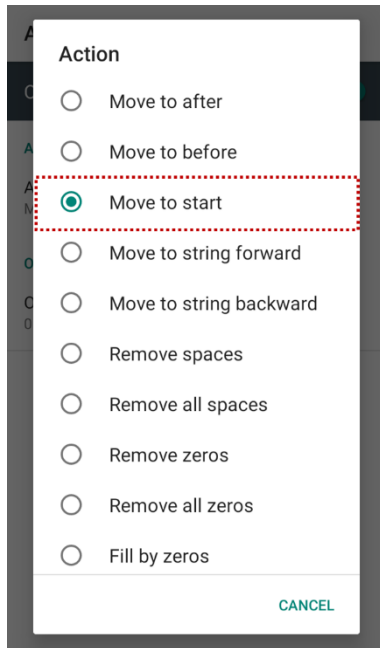 Action
Move to after
Move to before
Move to start
Move to string forward
Move to string backward
Remove spaces
Remove all spaces
Remove zeros
Remove all zeros
Fill by zeros
CANCEL